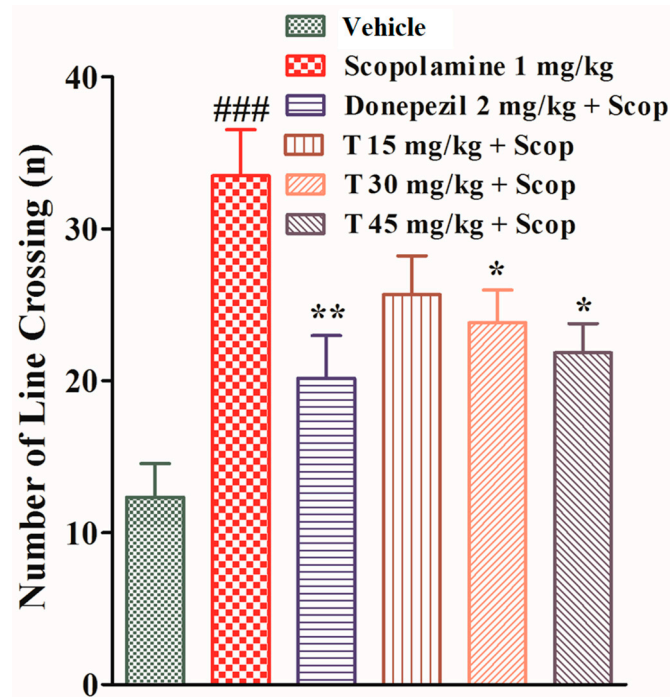 Vehicle
Scopolamine 1 mg/kg
Donepezil 2 mg/kg + Scop
T 15 mg/kg + Scop
T 30 mg/kg + Scop
T 45 mg/kg + Scop
40
###
30
**
*
*
20
10
0
Number of Line Crossing (n)